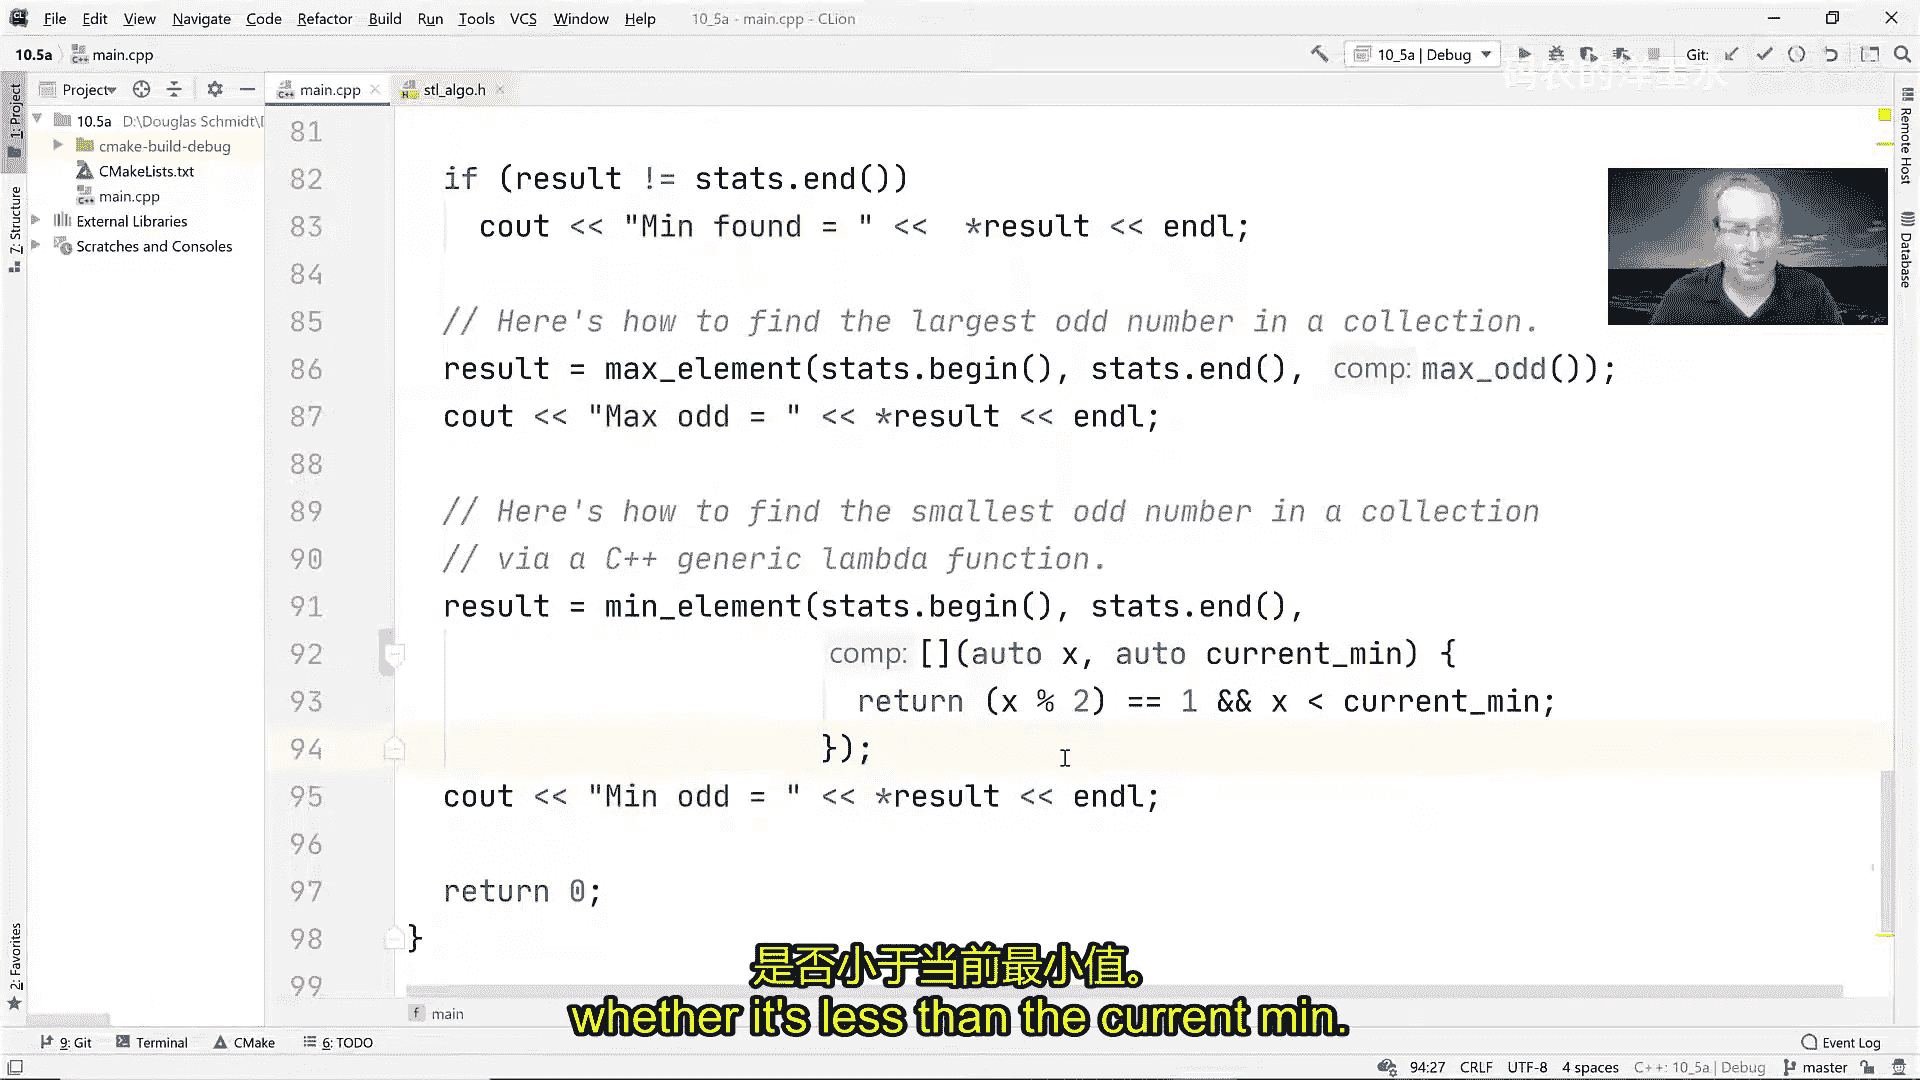 File Edit View Navigate Code Refactor Build Run Tools VCS Window Help 10_5a - main.cpp - CLion
10.5a main.cpp 10_5a | Debug Git:
Project main.cpp stl_algo.h
1: Project
7: Structure
2: Favorites
Remote Host
Database
10.5a D:\Douglas Schmidt\
cmake-build-debug
CMakeLists.txt
main.cpp
External Libraries
Scratches and Consoles
81
82 if (result != stats.end())
83 cout << "Min found = " << *result << endl;
84
85 // Here's how to find the largest odd number in a collection.
86 result = max_element(stats.begin(), stats.end(), comp: max_odd());
87 cout << "Max odd = " << *result << endl;
88
89 // Here's how to find the smallest odd number in a collection
90 // via a C++ generic lambda function.
91 result = min_element(stats.begin(), stats.end(),
92 comp: [](auto x, auto current_min) {
93 return (x % 2) == 1 && x < current_min;
94 });
95 cout << "Min odd = " << *result << endl;
96
97 return 0;
98 }
99
是否小于当前最小值。
whether it's less than the current min.
f main
9: Git Terminal CMake 6: TODO Event Log
94:27 CRLF UTF-8 4 spaces C++: 10_5a | Debug master